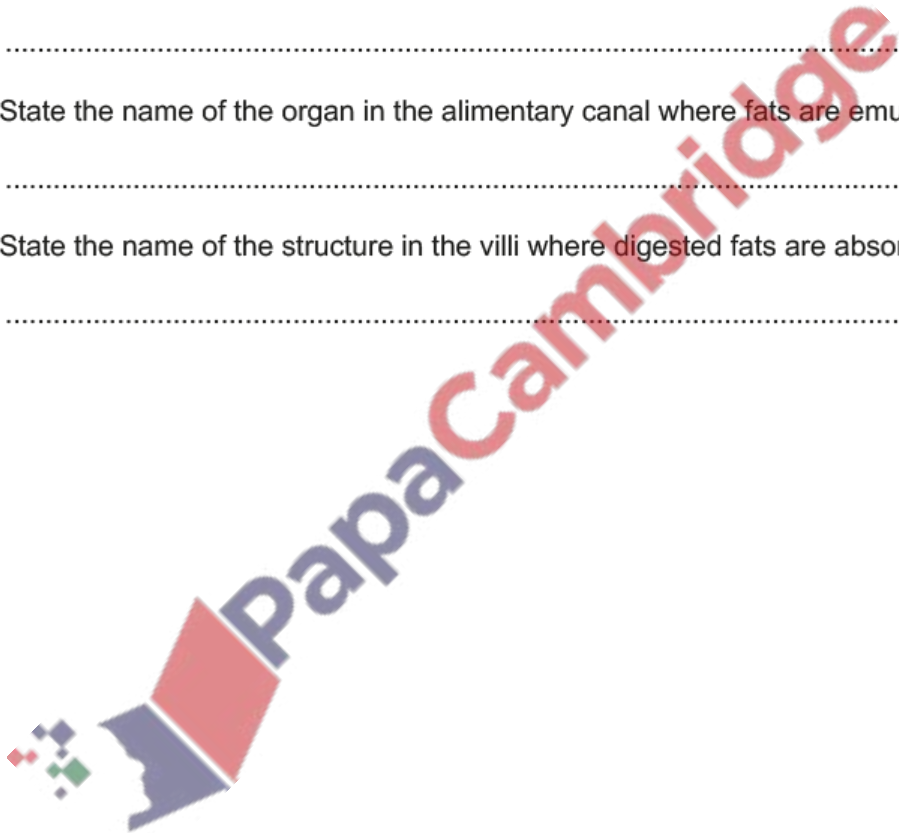 State the name of the organ in the alimentary canal where fats are emu
State the name of the structure in the villi where digested fats are absor
PapaCambridge